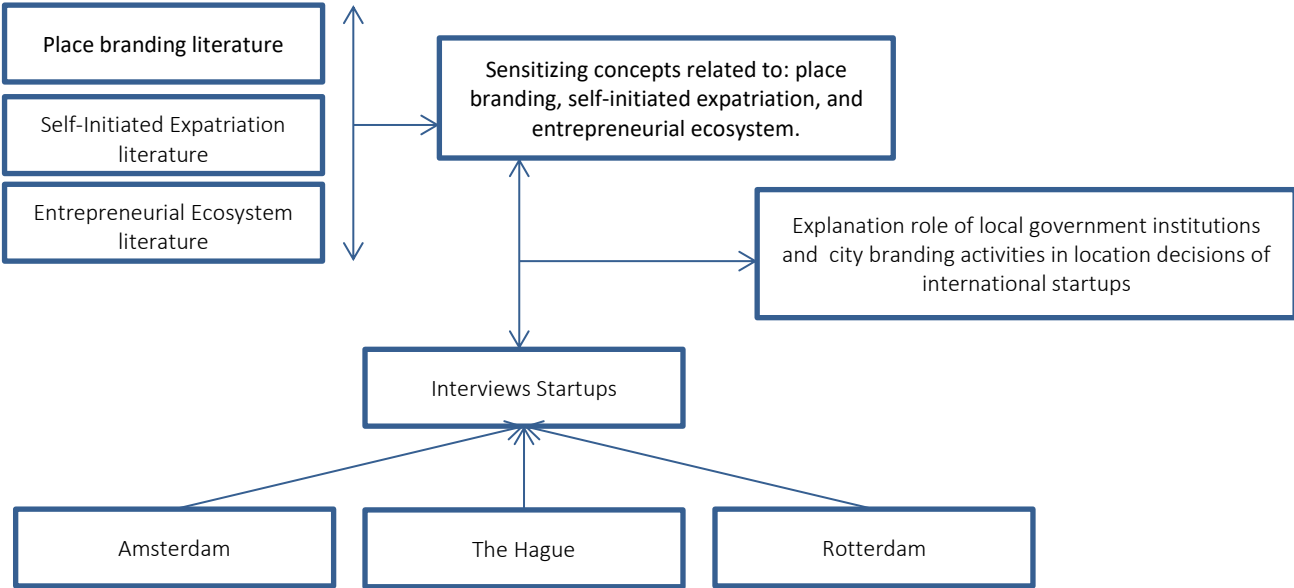 Place branding literature
Self-Initiated Expatriation
literature
Entrepreneurial Ecosystem
literature
Sensitizing concepts related to: place
branding, self-initiated expatriation, and
entrepreneurial ecosystem.
Explanation role of local government institutions
and city branding activities in location decisions of
international startups
Interviews Startups
Amsterdam
The Hague
Rotterdam